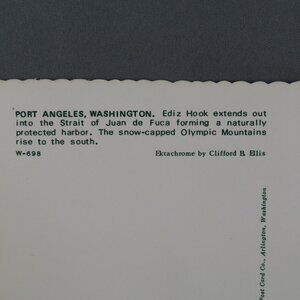 PORT ANGELES, WASHINGTON. Ediz Hook extends out
into the Strait of Juan de Fuca forming a naturally
protected harbor. The snow-capped Olympic Mountains
rise to the south.
W-698 Ektachrome by Clifford B. Ellis
Post Card Co., Arlington, Washington